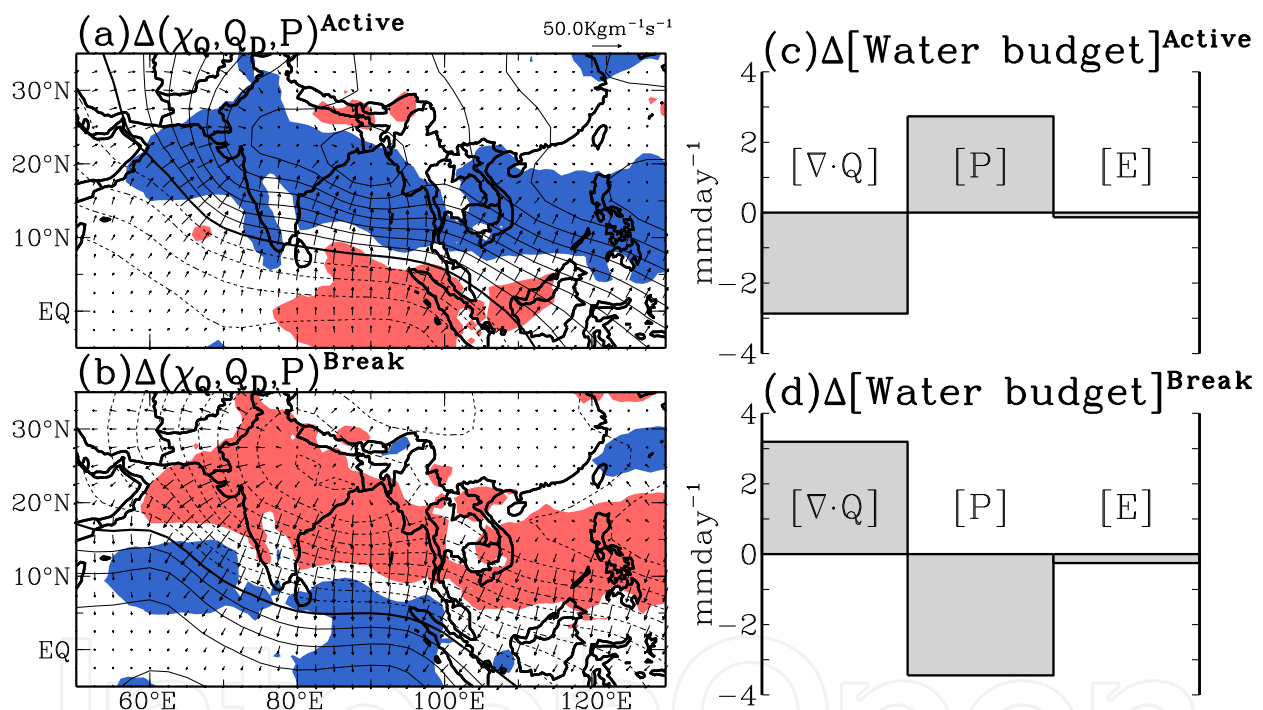 (a)Δ(χQ,QD,P)Active
50.0Kgm−1s−1
30°N
20°N
10°N
EQ
(b)Δ(χQ,QD,P)Break
30°N
20°N
10°N
EQ
60°E
80°E
100°E
120°E
(c)Δ[Water budget]Active
mmday−1
4
2
0
−2
−4
[∇·Q]
[P]
[E]
(d)Δ[Water budget]Break
mmday−1
4
2
0
−2
−4
[∇·Q]
[P]
[E]